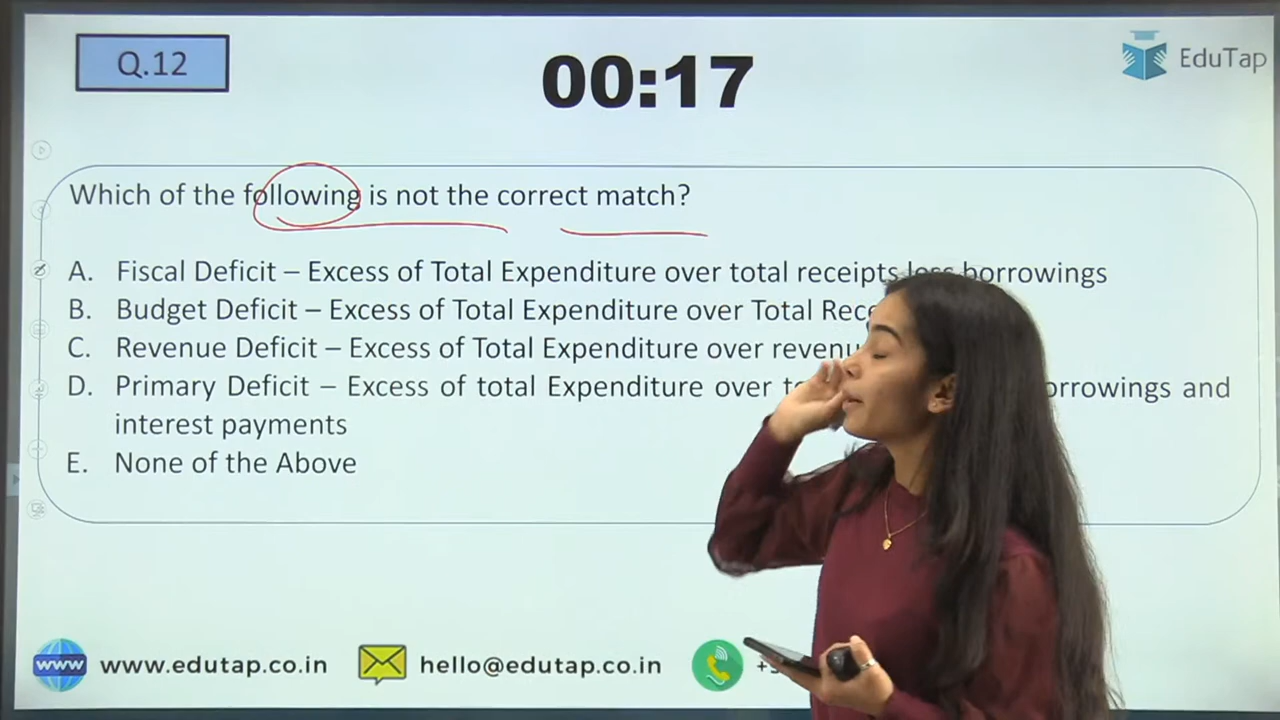 Q.12
00:17
EduTap
Which of the following is not the correct match?
A. Fiscal Deficit – Excess of Total Expenditure over total receipts less borrowings
B. Budget Deficit – Excess of Total Expenditure over Total
C. Revenue Deficit – Excess of Total Expenditure over
D. Primary Deficit – Excess of total Expenditure over and
interest payments
E. None of the Above
www
www.edutap.co.in
hello@edutap.co.in